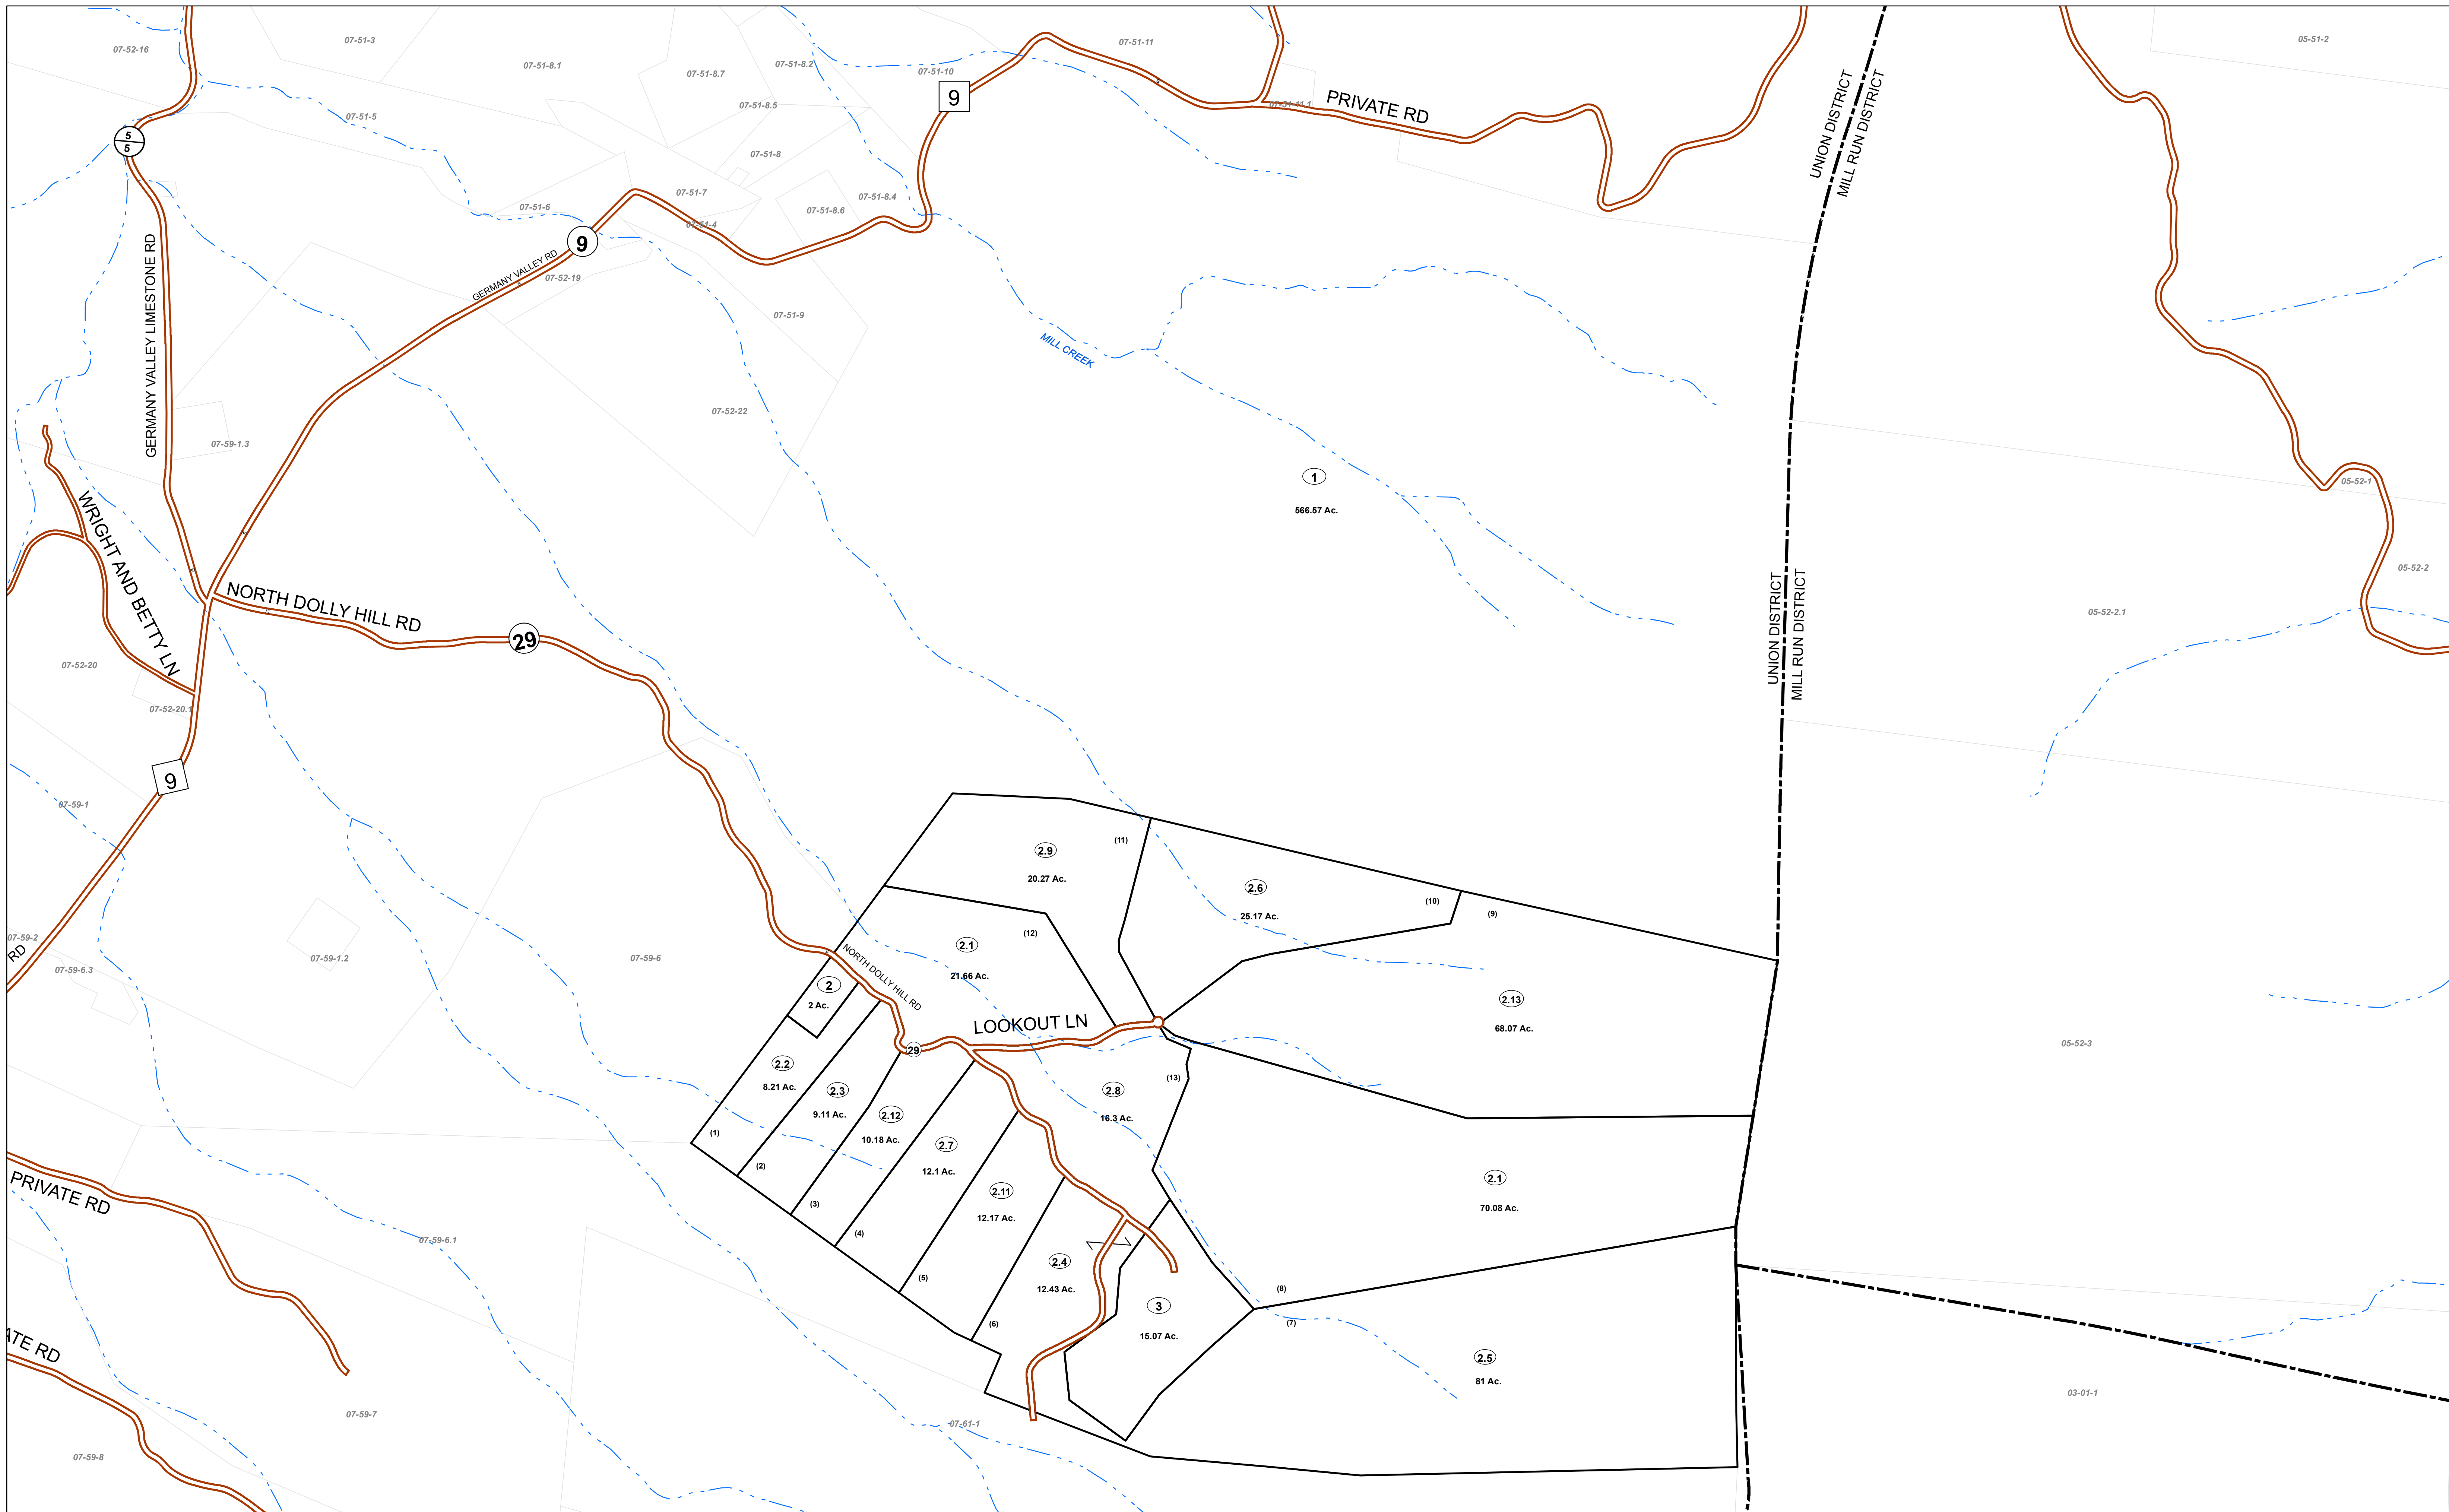 05-51-2
07-51-3
07-51-11
07-52-16
07-51-8.1
07-51-8.2
07-51-8.7
07-51-10
9
07-51-11.1
PRIVATE RD
UNION DISTRICT
MILL RUN DISTRICT
07-51-8.5
07-51-5
5
5
07-51-8
07-51-7
07-51-8.4
07-51-6
07-51-8.6
07-51-4
9
GERMANY VALLEY RD
07-52-19
GERMANY VALLEY LIMESTONE RD
07-51-9
MILL CREEK
07-52-22
07-59-1.3
1
566.57 Ac.
05-52-1
05-52-2
WRIGHT AND BETTY LN
NORTH DOLLY HILL RD
29
UNION DISTRICT
MILL RUN DISTRICT
05-52-2.1
07-52-20
07-52-20.1
9
07-59-1
(11)
2.9
20.27 Ac.
2.6
25.17 Ac.
(10)
(9)
07-59-2
RD
07-59-6.3
07-59-1.2
07-59-6
(12)
2.1
21.66 Ac.
NORTH DOLLY HILL RD
2
2 Ac.
2.13
68.07 Ac.
LOOKOUT LN
29
05-52-3
2.2
8.21 Ac.
2.3
9.11 Ac.
2.12
10.18 Ac.
2.8
16.3 Ac.
(13)
(1)
(2)
(3)
2.7
12.1 Ac.
2.11
12.17 Ac.
2.1
70.08 Ac.
PRIVATE RD
07-59-6.1
(4)
(5)
(6)
2.4
12.43 Ac.
Z
3
15.07 Ac.
(8)
(7)
2.5
81 Ac.
ATE RD
07-59-7
07-61-1
03-01-1
07-59-8